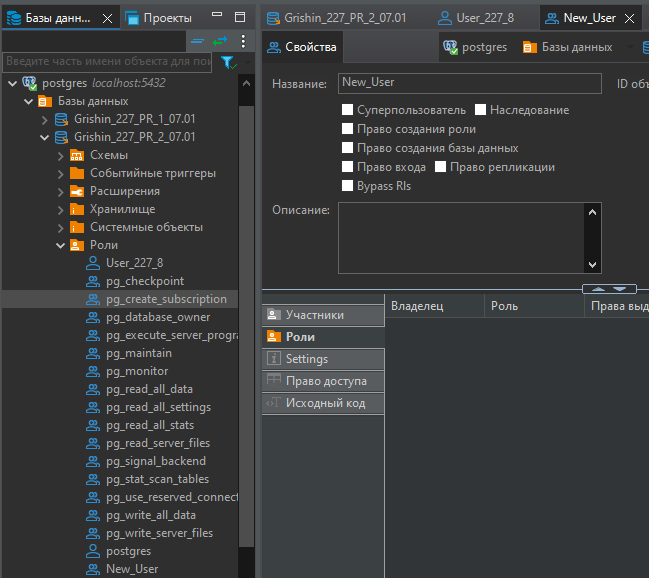 Базы данн...
Проекты
Введите часть имени объекта для пои
postgres localhost:5432
Базы данных
Grishin_227_PR_1_07.01
Grishin_227_PR_2_07.01
Схемы
Событийные триггеры
Расширения
Хранилище
Системные объекты
Роли
User_227_8
pg_checkpoint
pg_create_subscription
pg_database_owner
pg_execute_server_progra
pg_maintain
pg_monitor
pg_read_all_data
pg_read_all_settings
pg_read_all_stats
pg_read_server_files
pg_signal_backend
pg_stat_scan_tables
pg_use_reserved_connect
pg_write_all_data
pg_write_server_files
postgres
New_User
Grishin_227_PR_2_07.01
User_227_8
New_User
Свойства
postgres
Базы данных
Название:
New_User
ID объ
Суперпользователь
Наследование
Право создания роли
Право создания базы данных
Право входа
Право репликации
Bypass Rls
Описание:
Участники
Роли
Settings
Право доступа
Исходный код
Владелец
Роль
Права выд